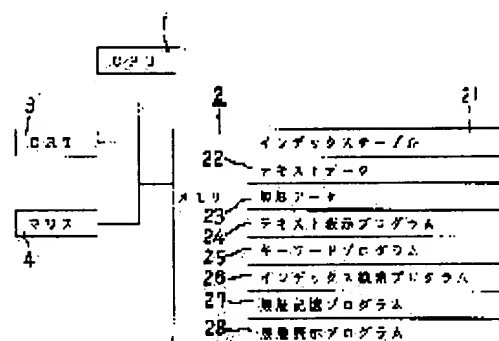 1
CPU
3
CRT
マウス
4
2
メモリ
21
インデックステーブル
22
テキストデータ
23
データ
24
テキスト表示プログラム
25
キーワードプログラム
26
インデックス検索プログラム
27
履歴記憶プログラム
28
履歴表示プログラム